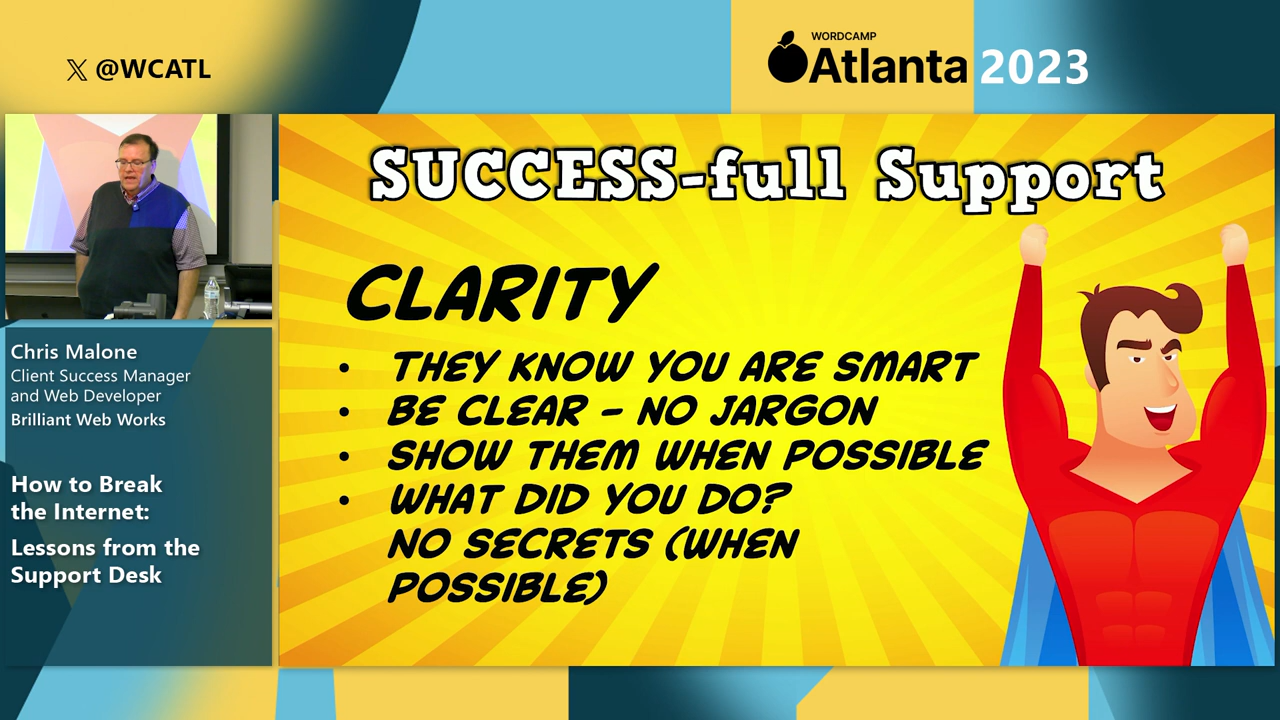 𝕏 @WCATL
WORDCAMP
Atlanta 2023
SUCCESS-full Support
CLARITY
• THEY KNOW YOU ARE SMART
• BE CLEAR – NO JARGON
• SHOW THEM WHEN POSSIBLE
• WHAT DID YOU DO?
NO SECRETS (WHEN
POSSIBLE)
Chris Malone
Client Success Manager
and Web Developer
Brilliant Web Works
How to Break
the Internet:
Lessons from the
Support Desk